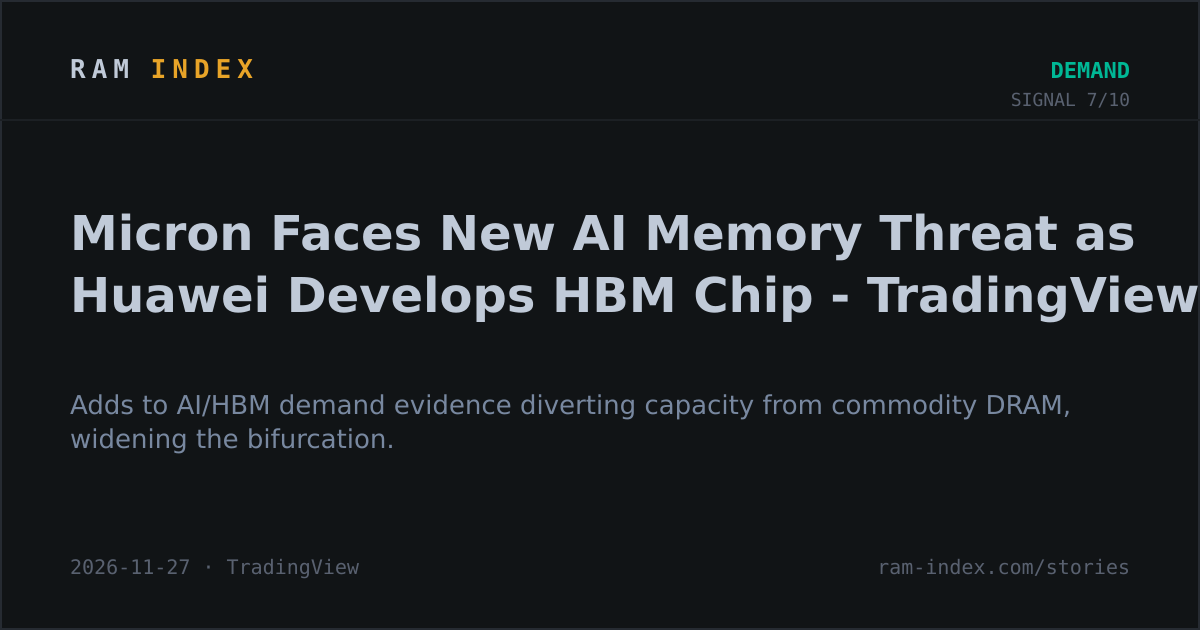 RAM INDEX
DEMAND
SIGNAL 7/10
Micron Faces New AI Memory Threat as
Huawei Develops HBM Chip - TradingView
Adds to AI/HBM demand evidence diverting capacity from commodity DRAM,
widening the bifurcation.
2026-11-27 · TradingView
ram-index.com/stories